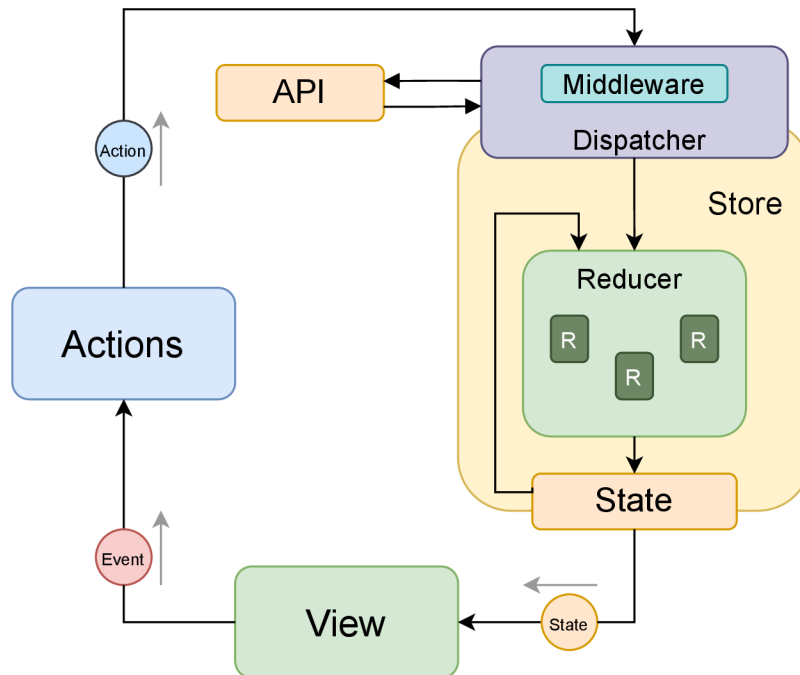 Middleware
API
Dispatcher
Action
Store
Reducer
R
R
R
Actions
State
Event
View
State